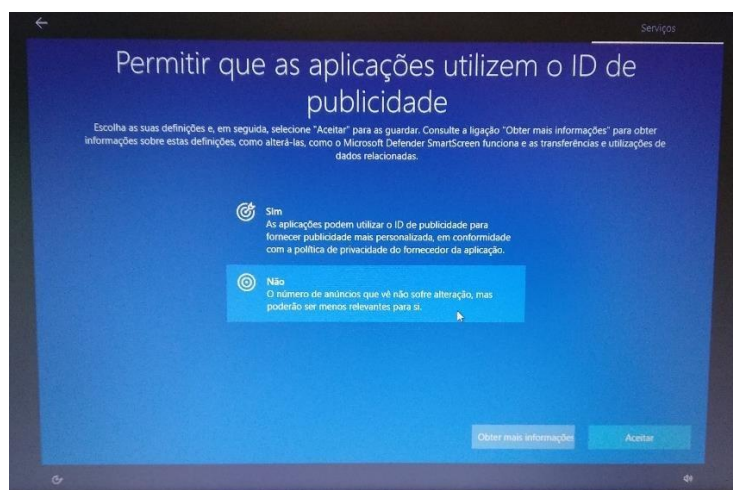 Serviços
Permitir que as aplicações utilizem o ID de
publicidade
Escolha as suas definições e, em seguida, selecione "Aceitar" para as guardar. Consulte a ligação "Obter mais informações" para obter
informações sobre estas definições, como alterá-las, como o Microsoft Defender SmartScreen funciona e as transferências e utilizações de
dados relacionadas.
Sim
As aplicações podem utilizar o ID de publicidade para
fornecer publicidade mais personalizada, em conformidade
com a política de privacidade do fornecedor da aplicação.
Não
O número de anúncios que vê não sofre alteração, mas
poderão ser menos relevantes para si.
Obter mais informações
Aceitar